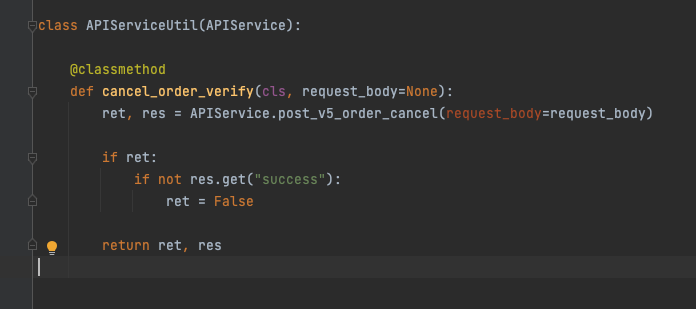 class APIServiceUtil(APIService):
@classmethod
def cancel_order_verify(cls, request_body=None):
ret, res = APIService.post_v5_order_cancel(request_body=request_body)
if ret:
if not res.get("success"):
ret = False
return ret, res